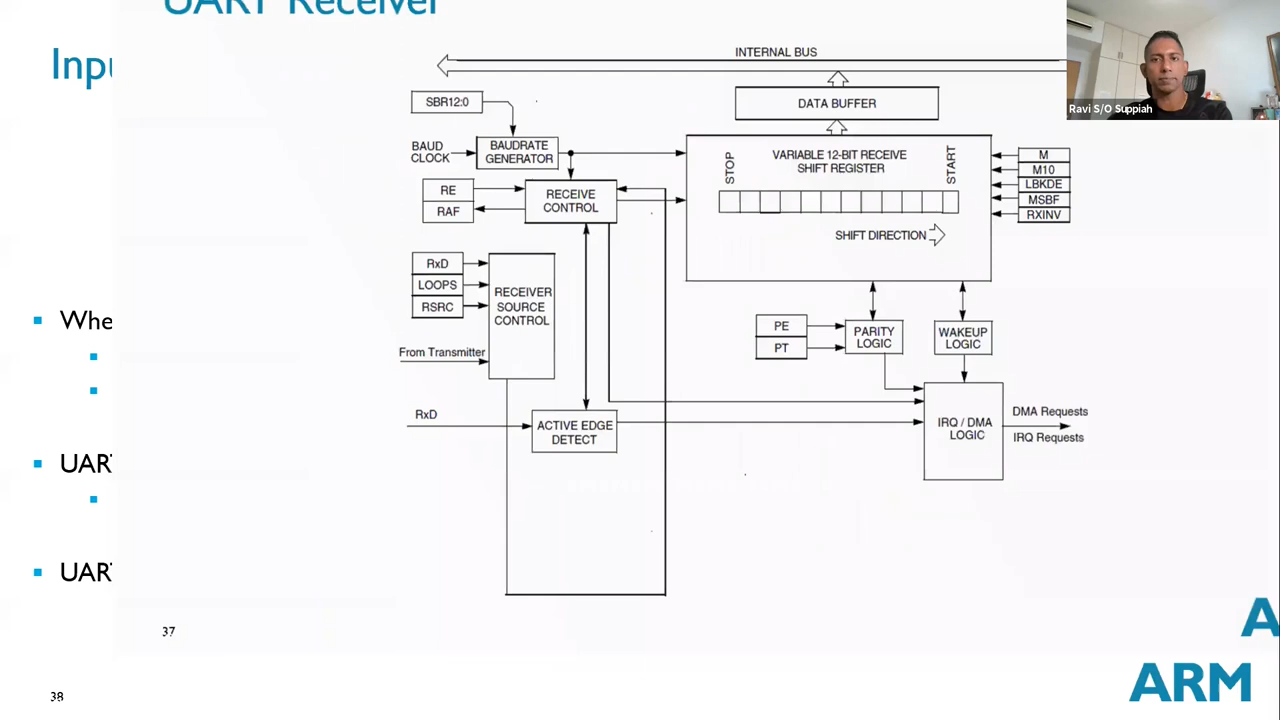 UART Receiver
Inpu
INTERNAL BUS
Ravi S/O Suppiah
SBR12:0
DATA BUFFER
BAUD
CLOCK
BAUDRATE
GENERATOR
STOP
VARIABLE 12-BIT RECEIVE
SHIFT REGISTER
START
M
M10
LBKDE
MSBF
RXINV
RE
RAF
RECEIVE
CONTROL
SHIFT DIRECTION
RxD
LOOPS
RSRC
RECEIVER
SOURCE
CONTROL
From Transmitter
Whe
PE
PT
PARITY
LOGIC
WAKEUP
LOGIC
RxD
ACTIVE EDGE
DETECT
IRQ / DMA
LOGIC
DMA Requests
IRQ Requests
UART
UART
37
A
38
ARM